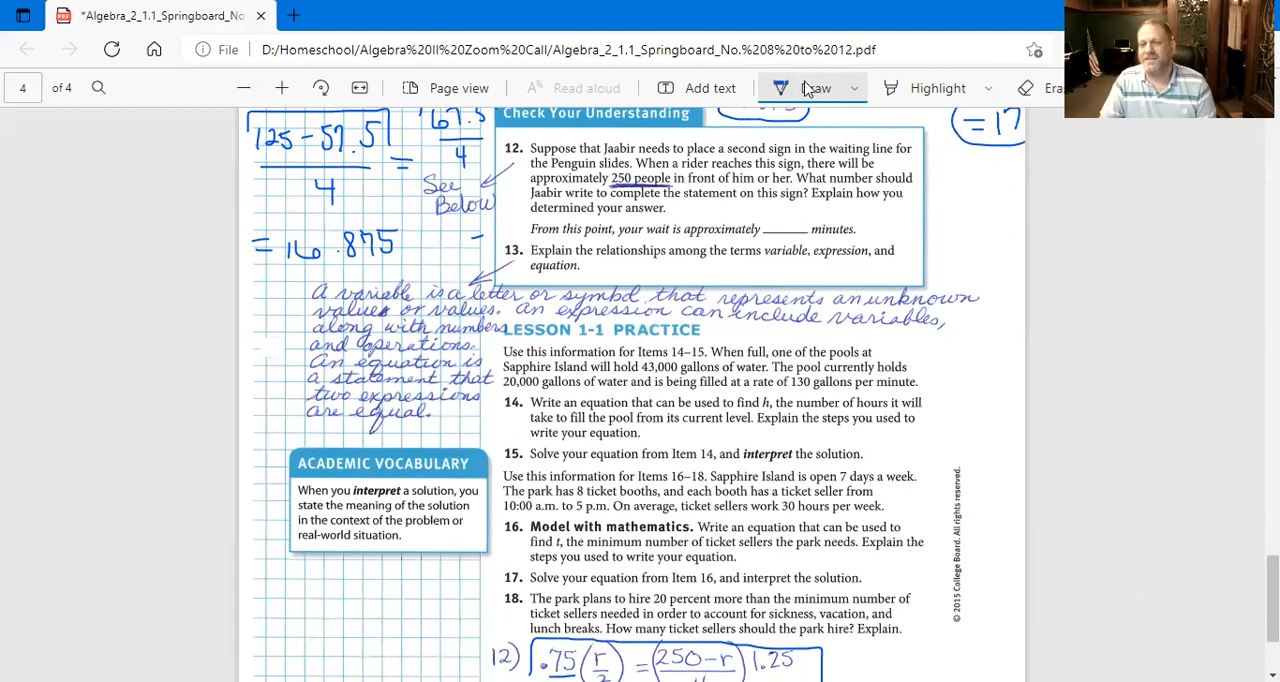 *Algebra_2_1.1_Springboard_No
File
D:/Homeschool/Algebra%20II%20Zoom%20Call/Algebra_2_1.1_Springboard_No.%208%20to%2012.pdf
4 of 4
Page view
Read aloud
Add text
Draw
Highlight
125 - 57.5
4
=
67.5
4
= 16.875
= 17
See
Below
Check Your Understanding
12. Suppose that Jaabir needs to place a second sign in the waiting line for
the Penguin slides. When a rider reaches this sign, there will be
approximately 250 people in front of him or her. What number should
Jaabir write to complete the statement on this sign? Explain how you
determined your answer.
From this point, your wait is approximately ______ minutes.
13. Explain the relationships among the terms variable, expression, and
equation.
A variable is a letter or symbol that represents an unknown
values or values. An expression can include variables,
along with numbers
and operations.
An equation is
a statement that
two expressions
are equal.
LESSON 1-1 PRACTICE
Use this information for Items 14–15. When full, one of the pools at
Sapphire Island will hold 43,000 gallons of water. The pool currently holds
20,000 gallons of water and is being filled at a rate of 130 gallons per minute.
14. Write an equation that can be used to find h, the number of hours it will
take to fill the pool from its current level. Explain the steps you used to
write your equation.
15. Solve your equation from Item 14, and interpret the solution.
Use this information for Items 16–18. Sapphire Island is open 7 days a week.
The park has 8 ticket booths, and each booth has a ticket seller from
10:00 a.m. to 5 p.m. On average, ticket sellers work 30 hours per week.
16. Model with mathematics. Write an equation that can be used to
find t, the minimum number of ticket sellers the park needs. Explain the
steps you used to write your equation.
17. Solve your equation from Item 16, and interpret the solution.
18. The park plans to hire 20 percent more than the minimum number of
ticket sellers needed in order to account for sickness, vacation, and
lunch breaks. How many ticket sellers should the park hire? Explain.
ACADEMIC VOCABULARY
When you interpret a solution, you
state the meaning of the solution
in the context of the problem or
real-world situation.
© 2015 College Board. All rights reserved.
12) .75(r = (250-r) 1.25